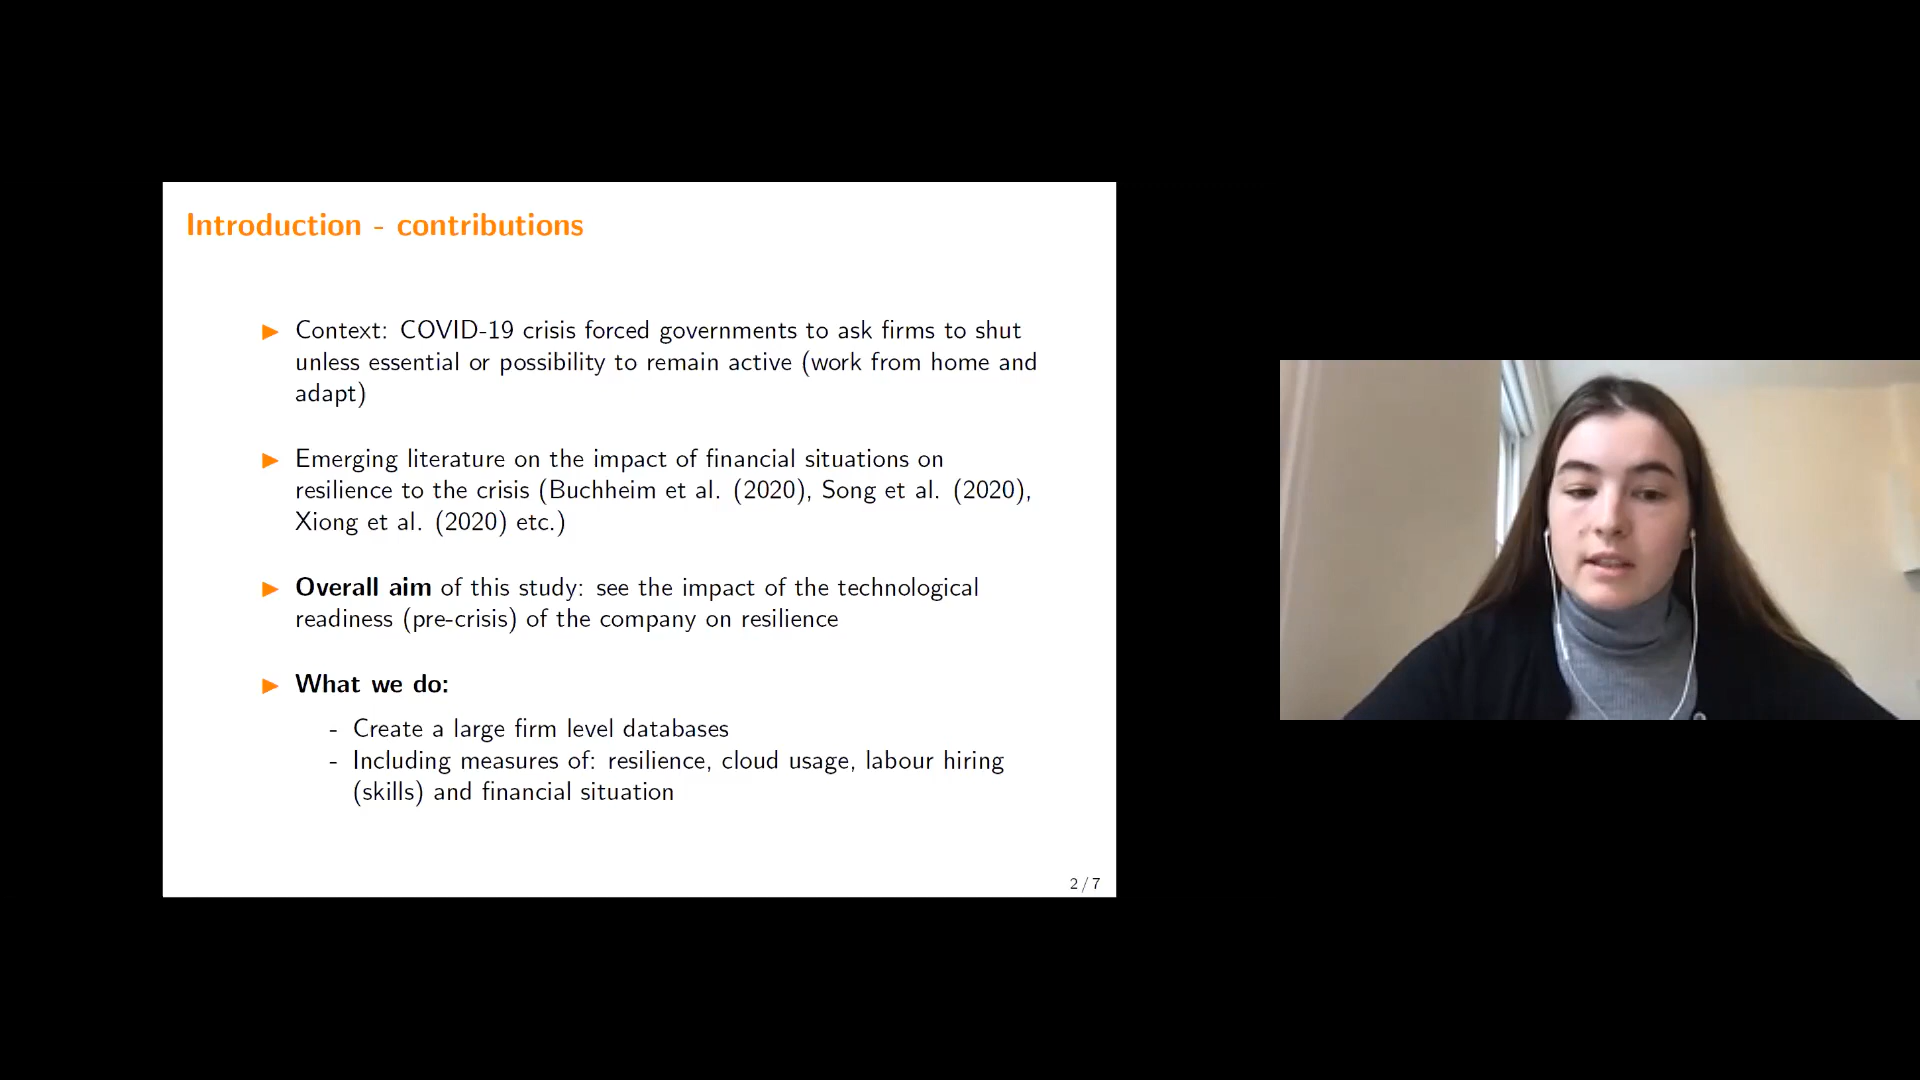 Introduction - contributions
▶ Context: COVID-19 crisis forced governments to ask firms to shut
unless essential or possibility to remain active (work from home and
adapt)
▶ Emerging literature on the impact of financial situations on
resilience to the crisis (Buchheim et al. (2020), Song et al. (2020),
Xiong et al. (2020) etc.)
▶ Overall aim of this study: see the impact of the technological
readiness (pre-crisis) of the company on resilience
▶ What we do:
- Create a large firm level databases
- Including measures of: resilience, cloud usage, labour hiring
(skills) and financial situation
2 / 7